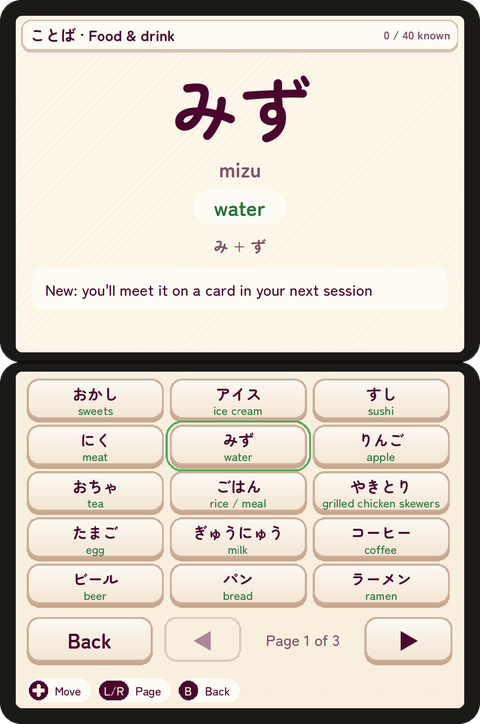 ことば · Food & drink
0 / 40 known
みず
mizu
water
み + ず
New: you'll meet it on a card in your next session
おかし
sweets
アイス
ice cream
すし
sushi
にく
meat
みず
water
りんご
apple
おちゃ
tea
ごはん
rice / meal
やきとり
grilled chicken skewers
たまご
egg
ぎゅうにゅう
milk
コーヒー
coffee
ビール
beer
パン
bread
ラーメン
ramen
Back
Page 1 of 3
Move
L/R Page
B Back